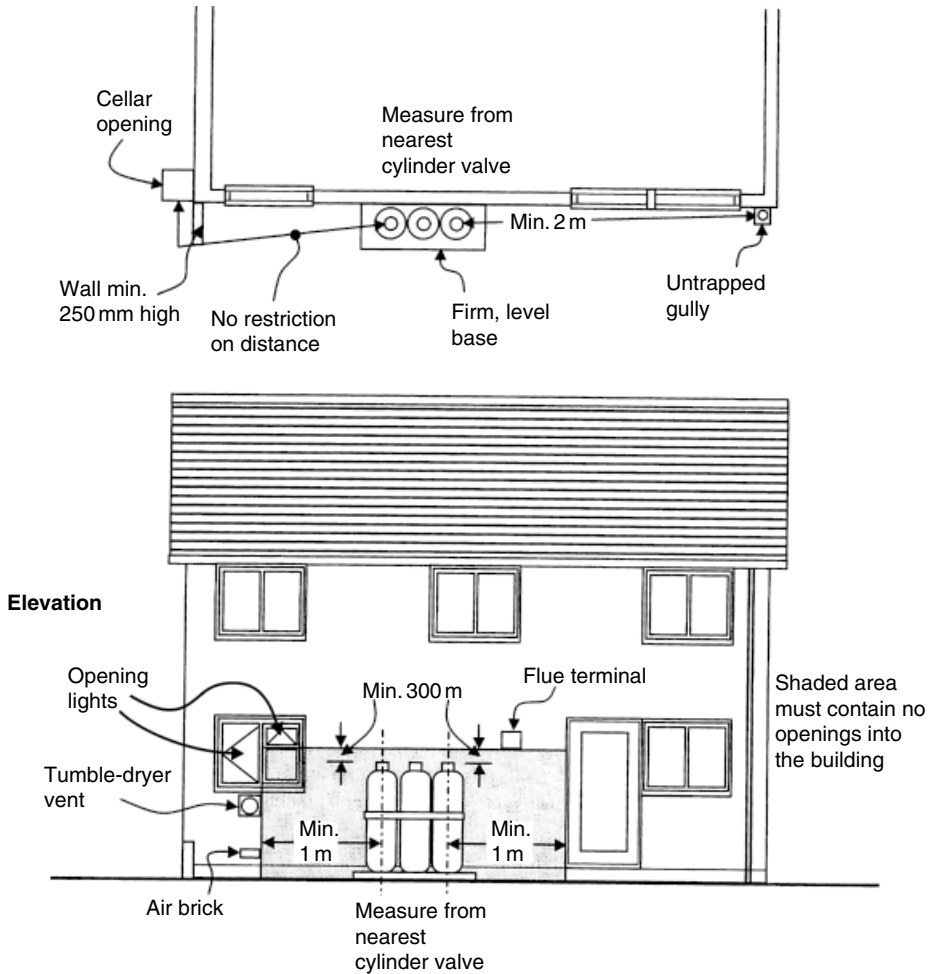 Cellar
opening
Measure from
nearest
cylinder valve
Min. 2 m
Wall min.
250 mm high
No restriction
on distance
Firm, level
base
Untrapped
gully
Elevation
Opening
lights
Min. 300 m
Flue terminal
Shaded area
must contain no
openings into
the building
Tumble-dryer
vent
Min.
1 m
Min.
1 m
Air brick
Measure from
nearest
cylinder valve